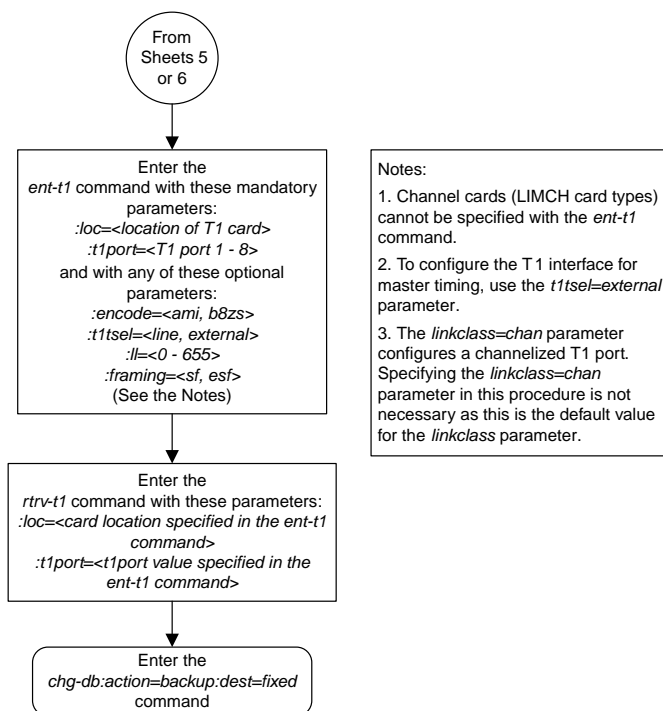 From
Sheets 5
or 6
Enter the
ent-t1 command with these mandatory
parameters:
:loc=<location of T1 card>
:t1port=<T1 port 1 - 8>
and with any of these optional
parameters:
:encode=<ami, b8zs>
:t1tsel=<line, external>
:ll=<0 - 655>
:framing=<sf, esf>
(See the Notes)
Notes:
1. Channel cards (LIMCH card types)
cannot be specified with the ent-t1
command.
2. To configure the T1 interface for
master timing, use the t1tsel=external
parameter.
3. The linkclass=chan parameter
configures a channelized T1 port.
Specifying the linkclass=chan
parameter in this procedure is not
necessary as this is the default value
for the linkclass parameter.
Enter the
rtrv-t1 command with these parameters:
:loc=<card location specified in the ent-t1
command>
:t1port=<t1port value specified in the
ent-t1 command>
Enter the
chg-db:action=backup:dest=fixed
command